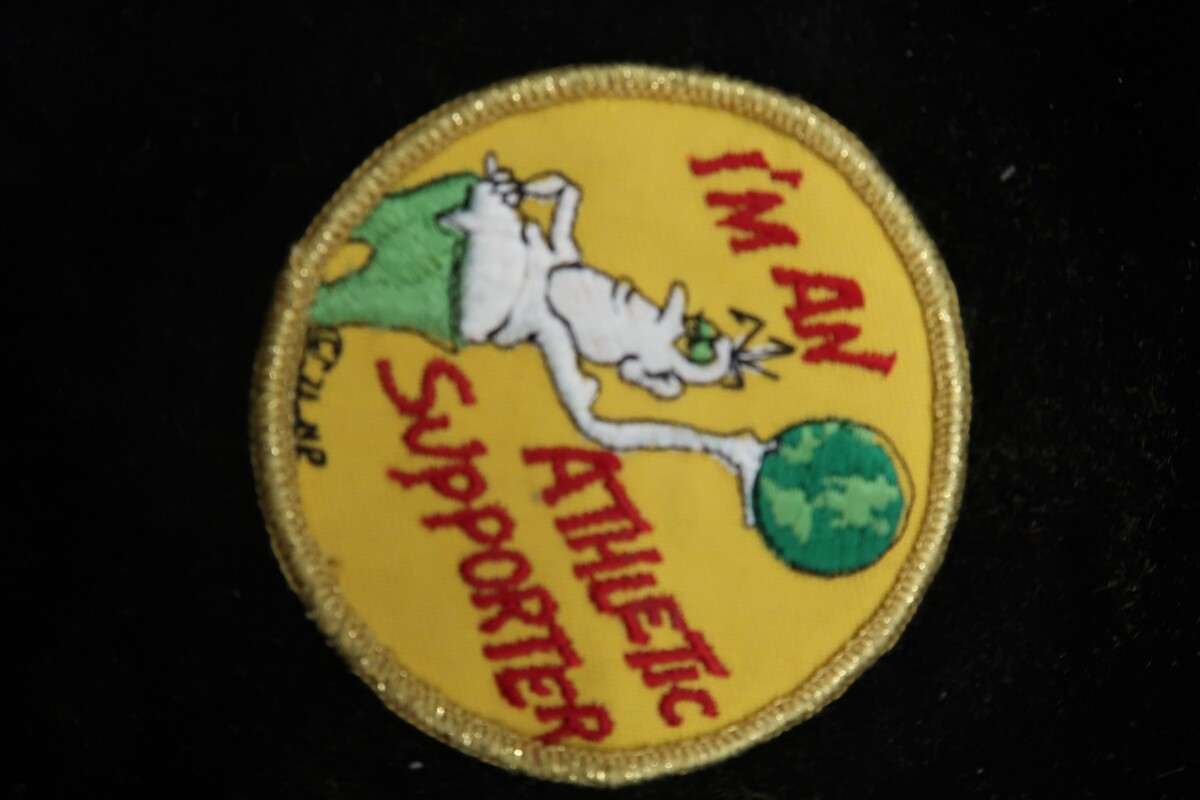 I'M AN
ATHLETIC
SUPPORTER